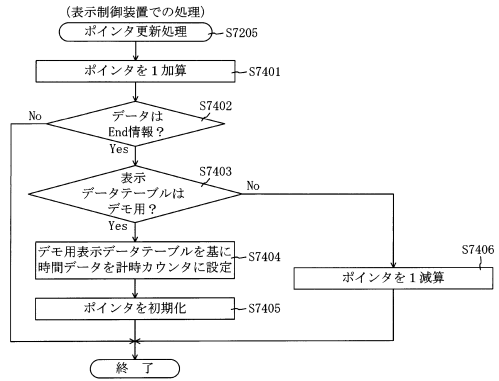 (表示制御装置での処理)
ポインタ更新処理
S7205
ポインタを1加算
S7401
S7402
No
データは
End情報?
Yes
S7403
表示
データテーブルは
デモ用?
No
Yes
デモ用表示データテーブルを基に
時間データを計時カウンタに設定
S7404
S7406
ポインタを1減算
ポインタを初期化
S7405
終 了